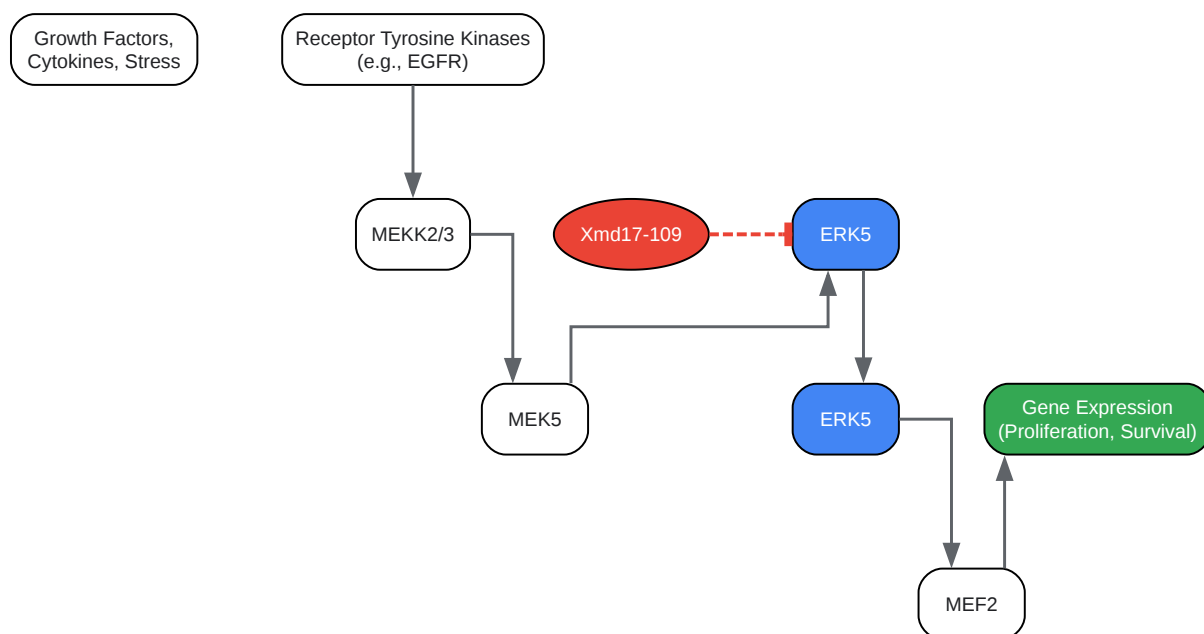 Growth Factors,
Cytokines, Stress
Receptor Tyrosine Kinases
(e.g., EGFR)
MEKK2/3
Xmd17-109
ERK5
MEK5
ERK5
Gene Expression
(Proliferation, Survival)
MEF2